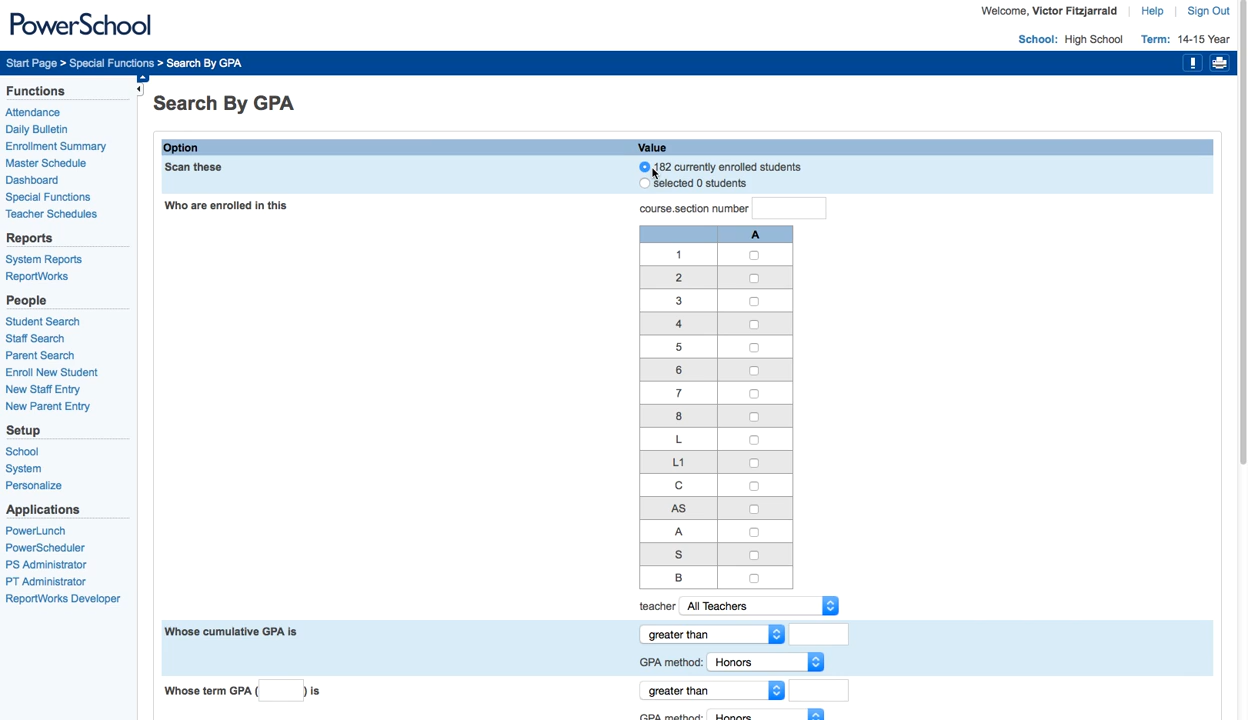 PowerSchool
Welcome, Victor Fitzjarrald
Help
Sign Out
School: High School
Term: 14-15 Year
Start Page > Special Functions > Search By GPA
Functions
Attendance
Daily Bulletin
Enrollment Summary
Master Schedule
Dashboard
Special Functions
Teacher Schedules
Reports
System Reports
ReportWorks
People
Student Search
Staff Search
Parent Search
Enroll New Student
New Staff Entry
New Parent Entry
Setup
School
System
Personalize
Applications
PowerLunch
PowerScheduler
PS Administrator
PT Administrator
ReportWorks Developer
Search By GPA
Option Value
Scan these
182 currently enrolled students
selected 0 students
Who are enrolled in this
course.section number
A
1
2
3
4
5
6
7
8
L
L1
C
AS
A
S
B
teacher All Teachers
Whose cumulative GPA is
greater than
GPA method: Honors
Whose term GPA ( ) is
greater than
GPA method: Honors